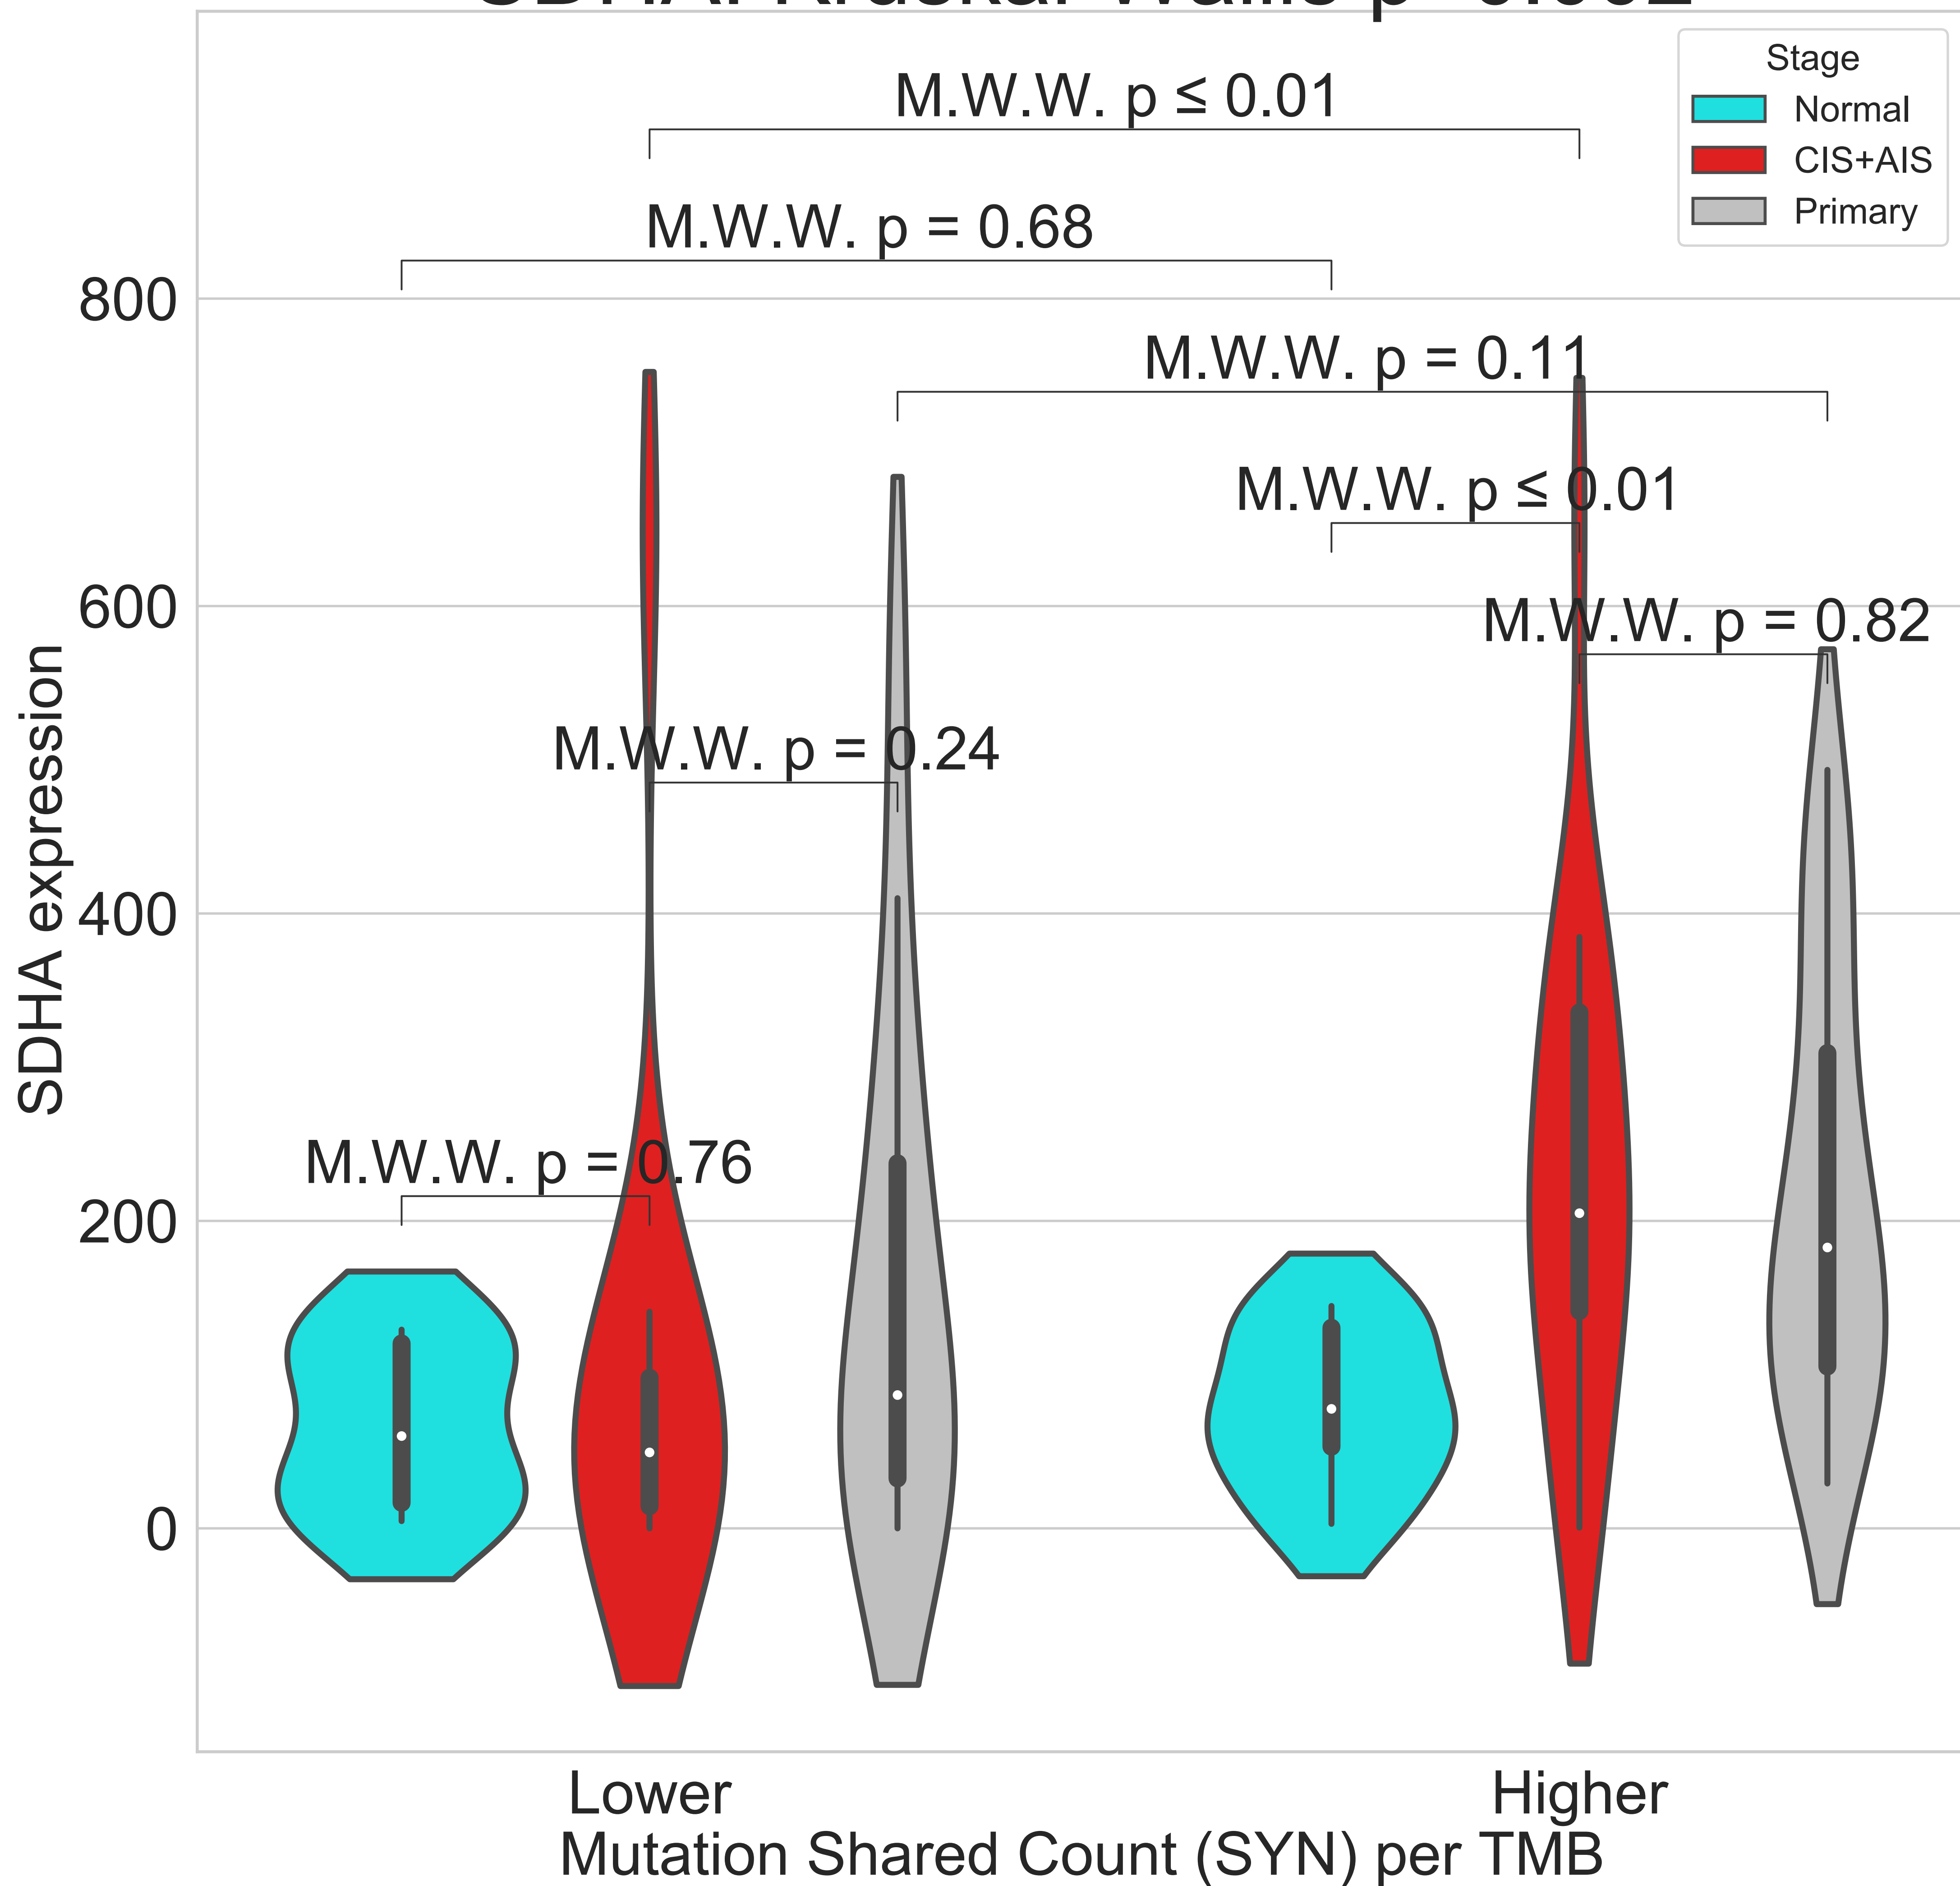 Stage
Normal
CIS+AIS
Primary
M.W.W. p ≤ 0.01
M.W.W. p = 0.68
M.W.W. p = 0.11
M.W.W. p ≤ 0.01
M.W.W. p = 0.82
M.W.W. p = 0.24
M.W.W. p = 0.76
800
600
400
200
0
SDHA expression
Lower
Higher
Mutation Shared Count (SYN) per TMB